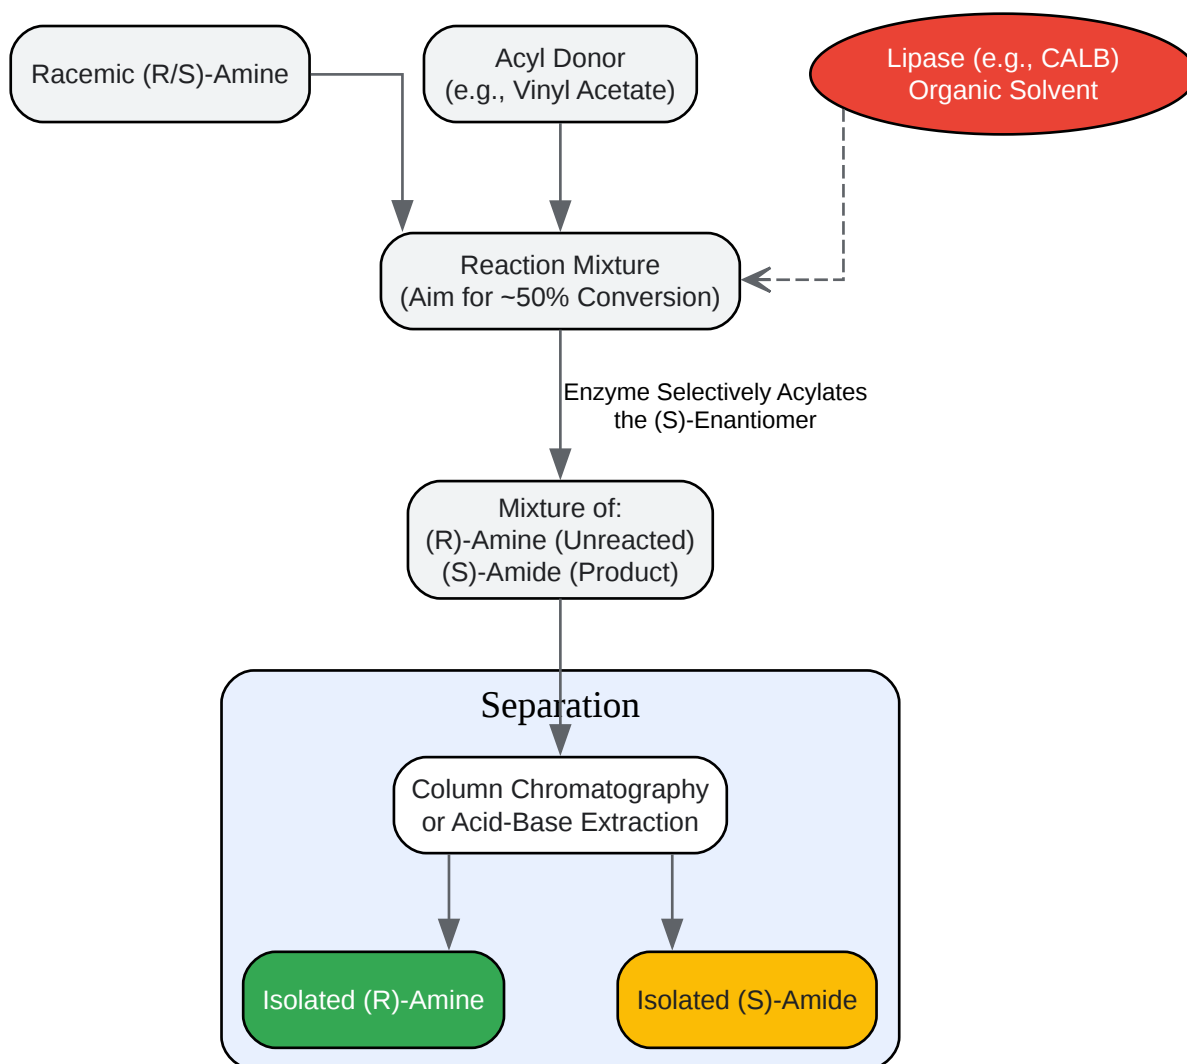 Racemic (R/S)-Amine
Acyl Donor
(e.g., Vinyl Acetate)
Lipase (e.g., CALB)
Organic Solvent
Reaction Mixture
(Aim for ~50% Conversion)
Enzyme Selectively Acylates
the (S)-Enantiomer
Mixture of:
(R)-Amine (Unreacted)
(S)-Amide (Product)
Separation
Column Chromatography
or Acid-Base Extraction
Isolated (R)-Amine
Isolated (S)-Amide